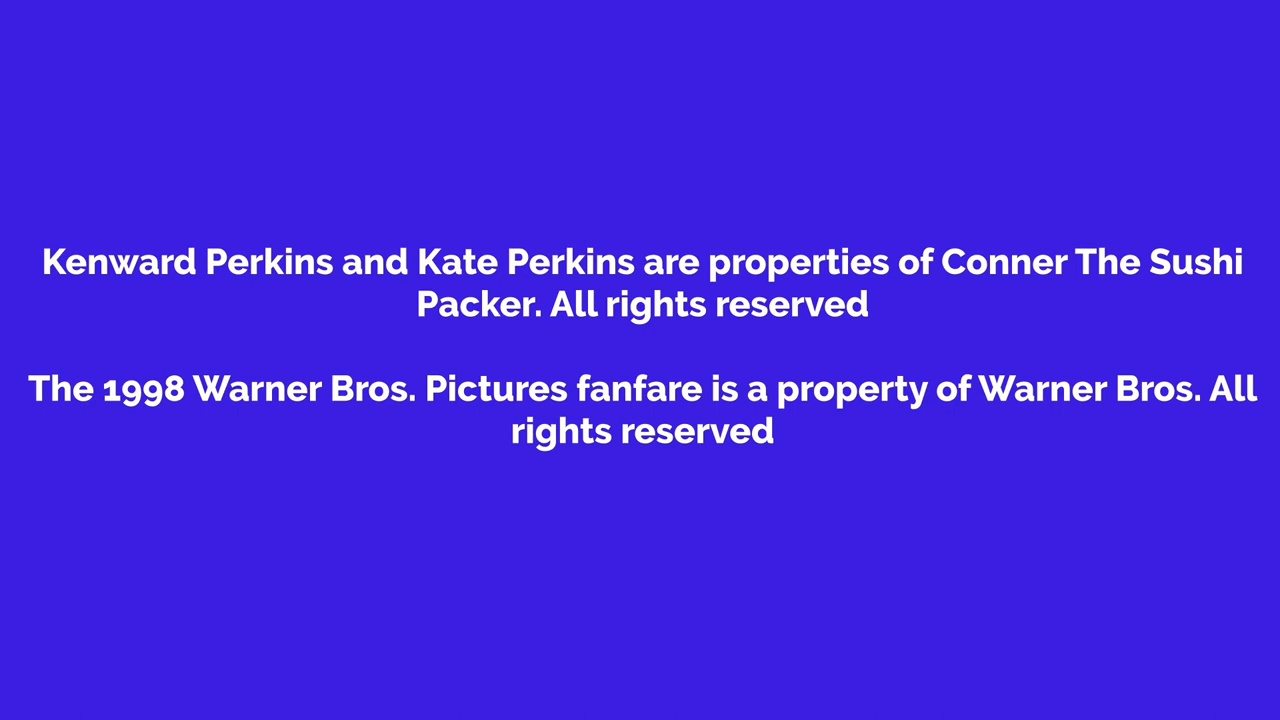 Kenward Perkins and Kate Perkins are properties of Conner The Sushi
Packer. All rights reserved
The 1998 Warner Bros. Pictures fanfare is a property of Warner Bros. All
rights reserved